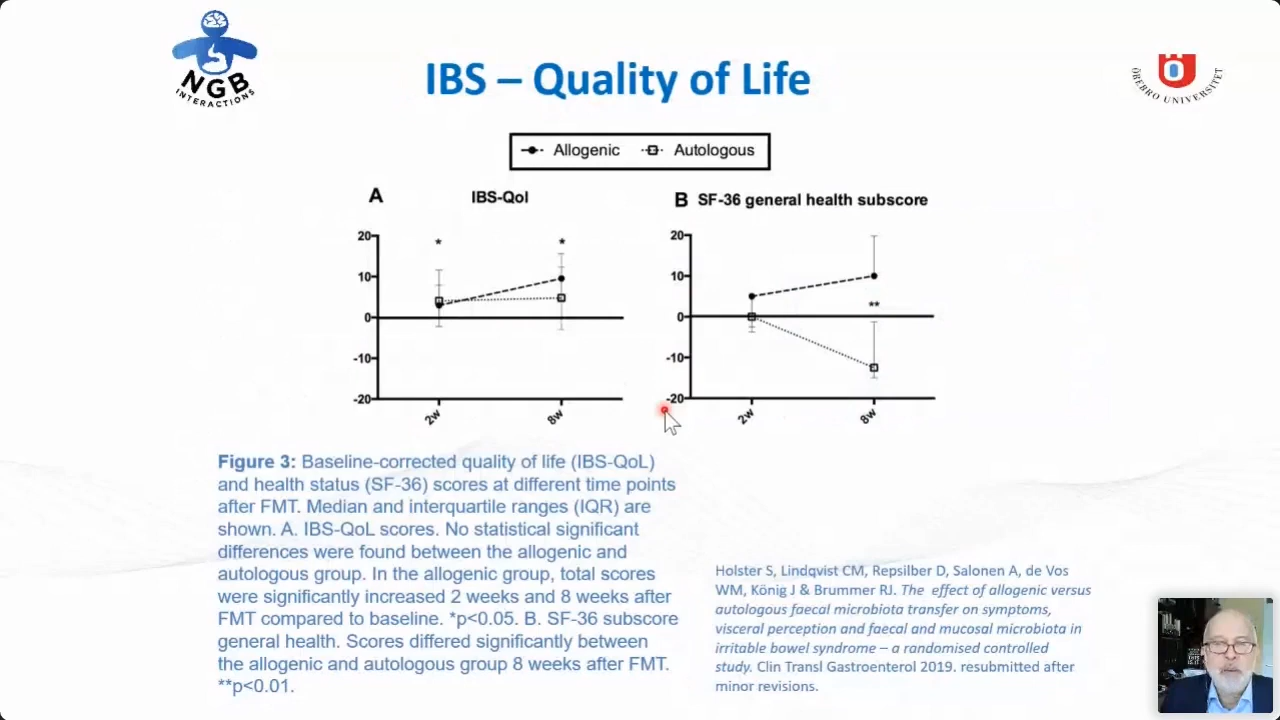 NGB
INTERACTIONS
IBS – Quality of Life
ÖREBRO UNIVERSITET
Allogenic Autologous
A IBS-Qol
20
10
0
-10
-20
2w 8w
* *
B SF-36 general health subscore
20
10
0
-10
-20
2w 8w
**
Figure 3: Baseline-corrected quality of life (IBS-QoL)
and health status (SF-36) scores at different time points
after FMT. Median and interquartile ranges (IQR) are
shown. A. IBS-QoL scores. No statistical significant
differences were found between the allogenic and
autologous group. In the allogenic group, total scores
were significantly increased 2 weeks and 8 weeks after
FMT compared to baseline. *p<0.05. B. SF-36 subscore
general health. Scores differed significantly between
the allogenic and autologous group 8 weeks after FMT.
**p<0.01.
Holster S, Lindqvist CM, Repsilber D, Salonen A, de Vos
WM, König J & Brummer RJ. The effect of allogenic versus
autologous faecal microbiota transfer on symptoms,
visceral perception and faecal and mucosal microbiota in
irritable bowel syndrome – a randomised controlled
study. Clin Transl Gastroenterol 2019. resubmitted after
minor revisions.